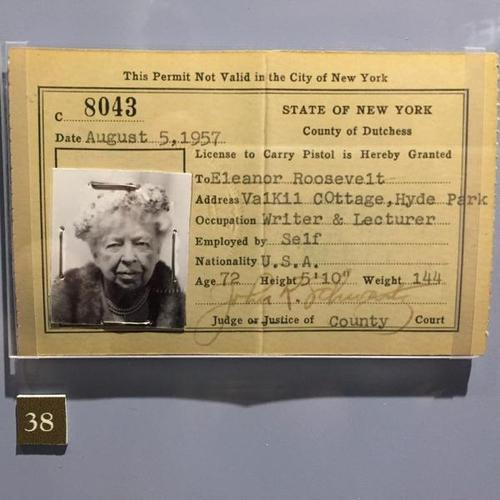 This Permit Not Valid in the City of New York
C 8043
STATE OF NEW YORK
County of Dutchess
Date August 5,1957
License to Carry Pistol is Hereby Granted
To Eleanor Roosevelt
Address ValKil COttage,Hyde Park
Occupation Writer & Lecturer
Employed by Self
Nationality U.S.A.
Age 72 Height 5'10" Weight 144
John R. Schwartz
Judge or Justice of County Court
38